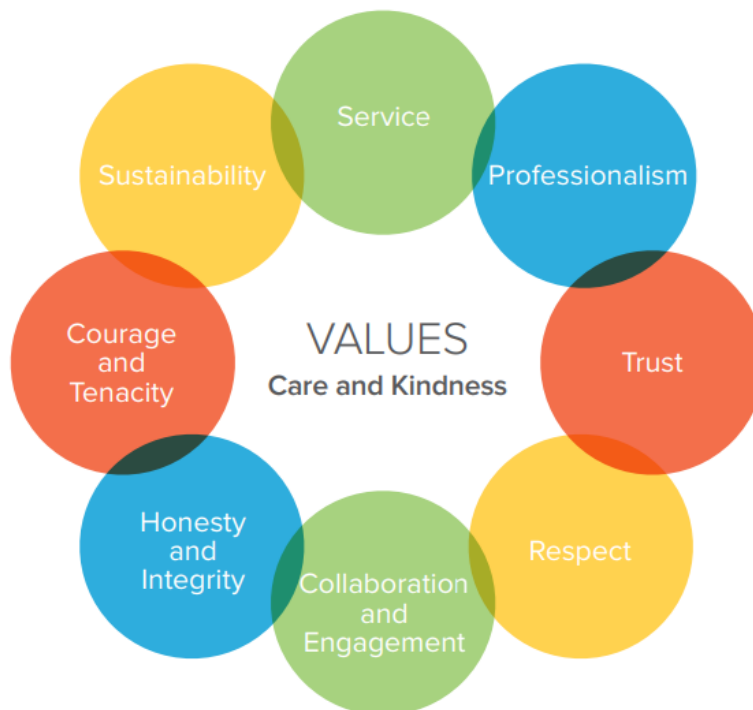 Service
Professionalism
Trust
Respect
Collaboration
and
Engagement
Honesty
and
Integrity
Courage
and
Tenacity
Sustainability
VALUES
Care and Kindness